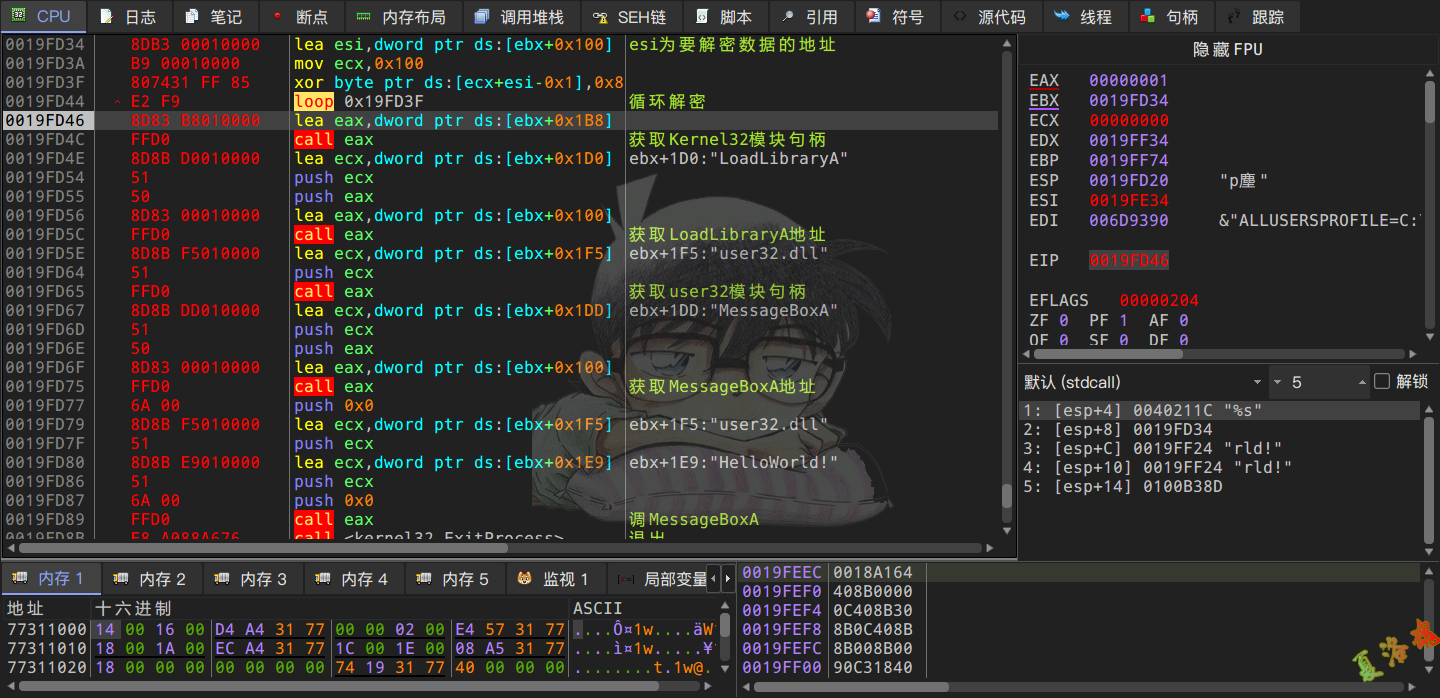 CPU 日志 笔记 断点 内存布局 调用堆栈 SEH链 脚本 引用 符号 源代码 线程 句柄 跟踪
0019FD34 8DB3 00010000 lea esi,dword ptr ds:[ebx+0x100] esi为要解密数据的地址
0019FD3A B9 00010000 mov ecx,0x100
0019FD3F 807431 FF 85 xor byte ptr ds:[ecx+esi-0x1],0x8
0019FD44 E2 F9 loop 0x19FD3F 循环解密
0019FD46 8D83 B8010000 lea eax,dword ptr ds:[ebx+0x1B8]
0019FD4C FFD0 call eax 获取Kernel32模块句柄
0019FD4E 8D8B D0010000 lea ecx,dword ptr ds:[ebx+0x1D0] ebx+1D0:"LoadLibraryA"
0019FD54 51 push ecx
0019FD55 50 push eax
0019FD56 8D83 00010000 lea eax,dword ptr ds:[ebx+0x100]
0019FD5C FFD0 call eax 获取LoadLibraryA地址
0019FD5E 8D8B F5010000 lea ecx,dword ptr ds:[ebx+0x1F5] ebx+1F5:"user32.dll"
0019FD64 51 push ecx
0019FD65 FFD0 call eax 获取user32模块句柄
0019FD67 8D8B DD010000 lea ecx,dword ptr ds:[ebx+0x1DD] ebx+1DD:"MessageBoxA"
0019FD6D 51 push ecx
0019FD6E 50 push eax
0019FD6F 8D83 00010000 lea eax,dword ptr ds:[ebx+0x100]
0019FD75 FFD0 call eax 获取MessageBoxA地址
0019FD77 6A 00 push 0x0
0019FD79 8D8B F5010000 lea ecx,dword ptr ds:[ebx+0x1F5] ebx+1F5:"user32.dll"
0019FD7F 51 push ecx
0019FD80 8D8B E9010000 lea ecx,dword ptr ds:[ebx+0x1E9] ebx+1E9:"HelloWorld!"
0019FD86 51 push ecx
0019FD87 6A 00 push 0x0
0019FD89 FFD0 call eax 调MessageBoxA
0019FD8B E8 A088A676 call <kernel32.ExitProcess> 退出
隐藏FPU
EAX 00000001
EBX 0019FD34
ECX 00000000
EDX 0019FF34
EBP 0019FF74
ESP 0019FD20 "p塵"
ESI 0019FE34
EDI 006D9390 &"ALLUSERSPROFILE=C:
EIP 0019FD46
EFLAGS 00000204
ZF 0 PF 1 AF 0
OF 0 SF 0 DF 0
默认 (stdcall) 5 解锁
1: [esp+4] 0040211C "%s"
2: [esp+8] 0019FD34
3: [esp+C] 0019FF24 "rld!"
4: [esp+10] 0019FF24 "rld!"
5: [esp+14] 0100B38D
内存 1 内存 2 内存 3 内存 4 内存 5 监视 1 局部变量
地址 十六进制 ASCII
77311000 14 00 16 00 D4 A4 31 77 00 00 02 00 E4 57 31 77 ....Ô¤1w....äW
77311010 18 00 1A 00 EC A4 31 77 1C 00 1E 00 08 A5 31 77 ....ì¤1w.....¥
77311020 18 00 00 00 00 00 00 00 74 19 31 77 40 00 00 00 ........t.1w@.
0019FEEC 0018A164
0019FEF0 408B0000
0019FEF4 0C408B30
0019FEF8 8B0C408B
0019FEFC 8B008B00
0019FF00 90C31840